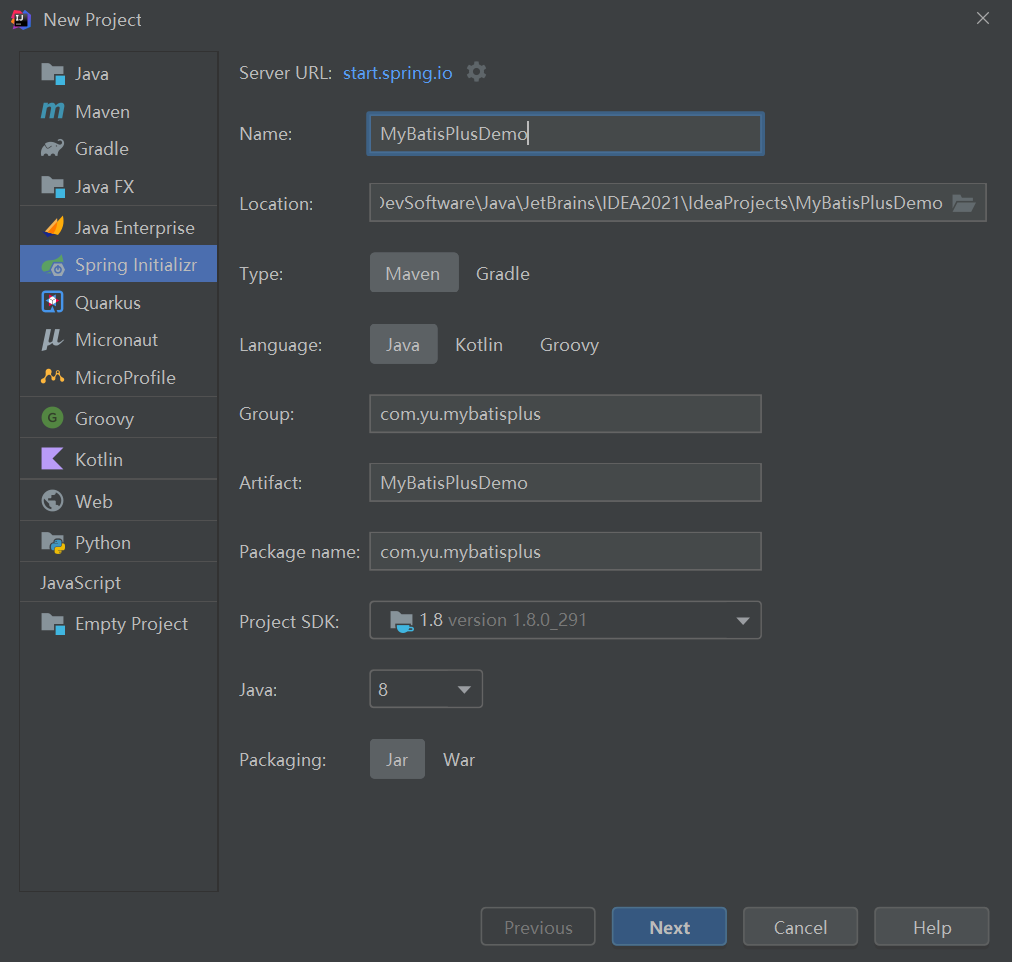 New Project
Java
Maven
Gradle
Java FX
Java Enterprise
Spring Initializr
Quarkus
Micronaut
MicroProfile
Groovy
Kotlin
Web
Python
JavaScript
Empty Project
Server URL: start.spring.io
Name: MyBatisPlusDemo
Location: DevSoftware\Java\JetBrains\IDEA2021\IdeaProjects\MyBatisPlusDemo
Type: Maven Gradle
Language: Java Kotlin Groovy
Group: com.yu.mybatisplus
Artifact: MyBatisPlusDemo
Package name: com.yu.mybatisplus
Project SDK: 1.8 version 1.8.0_291
Java: 8
Packaging: Jar War
Previous Next Cancel Help